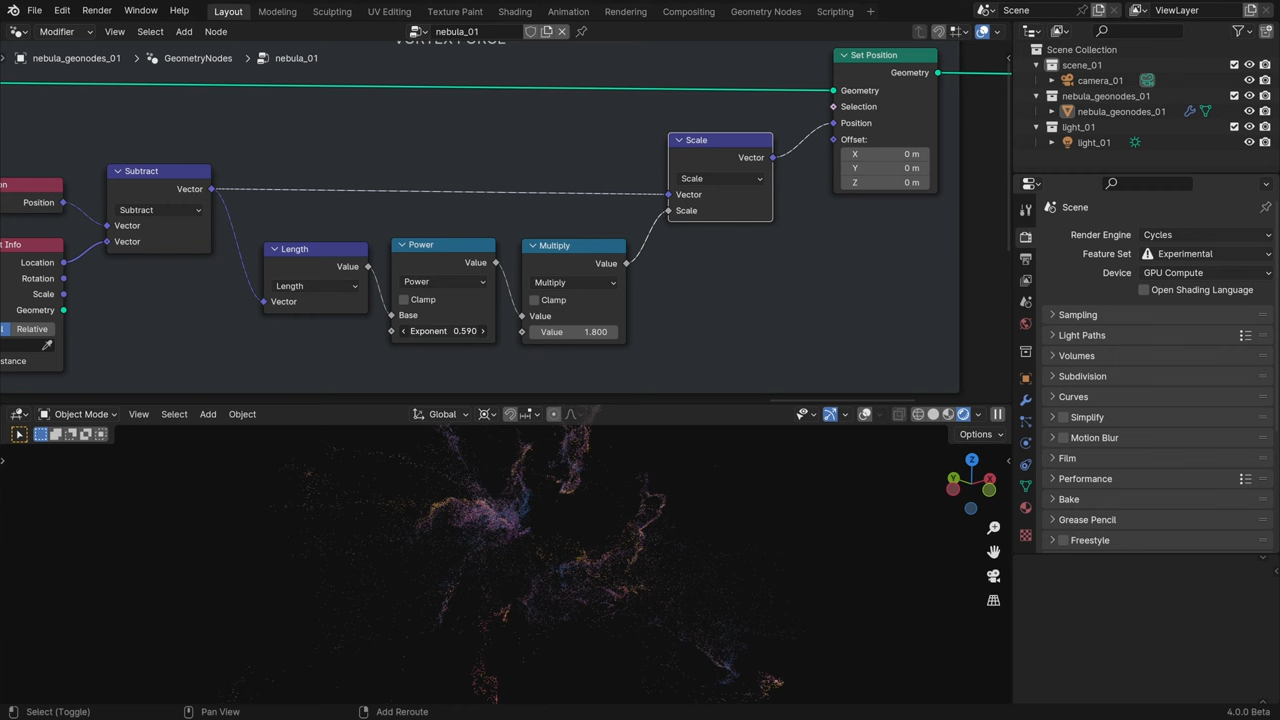 File Edit Render Window Help Layout Modeling Sculpting UV Editing Texture Paint Shading Animation Rendering Compositing Geometry Nodes Scripting Scene ViewLayer
Modifier View Select Add Node nebula_01
nebula_geonodes_01 GeometryNodes nebula_01
VORTEX FORCE
Set Position
Geometry
Geometry
Selection
Position
Offset:
X 0 m
Y 0 m
Z 0 m
Scale
Vector
Scale
Vector
Scale
Subtract
Vector
Subtract
Vector
Vector
Position
Location
Rotation
Scale
Geometry
Relative
Length
Value
Length
Vector
Power
Value
Power
Clamp
Base
Exponent 0.590
Multiply
Value
Multiply
Clamp
Value
Value 1.800
Object Mode View Select Add Object Global
Options
Z
Y
X
Scene Collection
scene_01
camera_01
nebula_geonodes_01
nebula_geonodes_01
light_01
light_01
Scene
Render Engine Cycles
Feature Set Experimental
Device GPU Compute
Open Shading Language
Sampling
Light Paths
Volumes
Subdivision
Curves
Simplify
Motion Blur
Film
Performance
Bake
Grease Pencil
Freestyle
Select (Toggle) Pan View Add Reroute 4.0.0 Beta